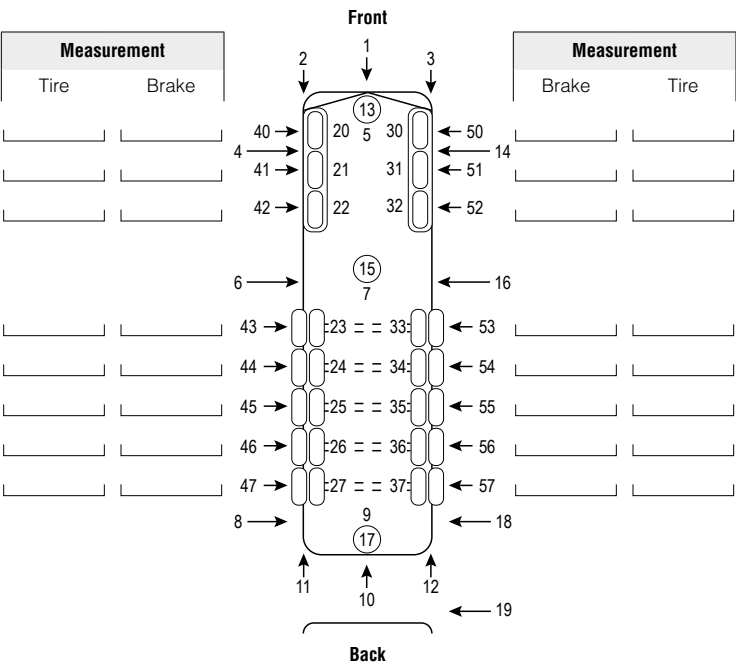 Front
Measurement
Tire Brake
Measurement
Brake Tire
2 1 3
13
40 20 5 30 50
4 14
41 21 31 51
42 22 32 52
15
6 16
7
43 23 33 53
44 24 34 54
45 25 35 55
46 26 36 56
47 27 37 57
9
8 18
17
11 10 12
19
Back